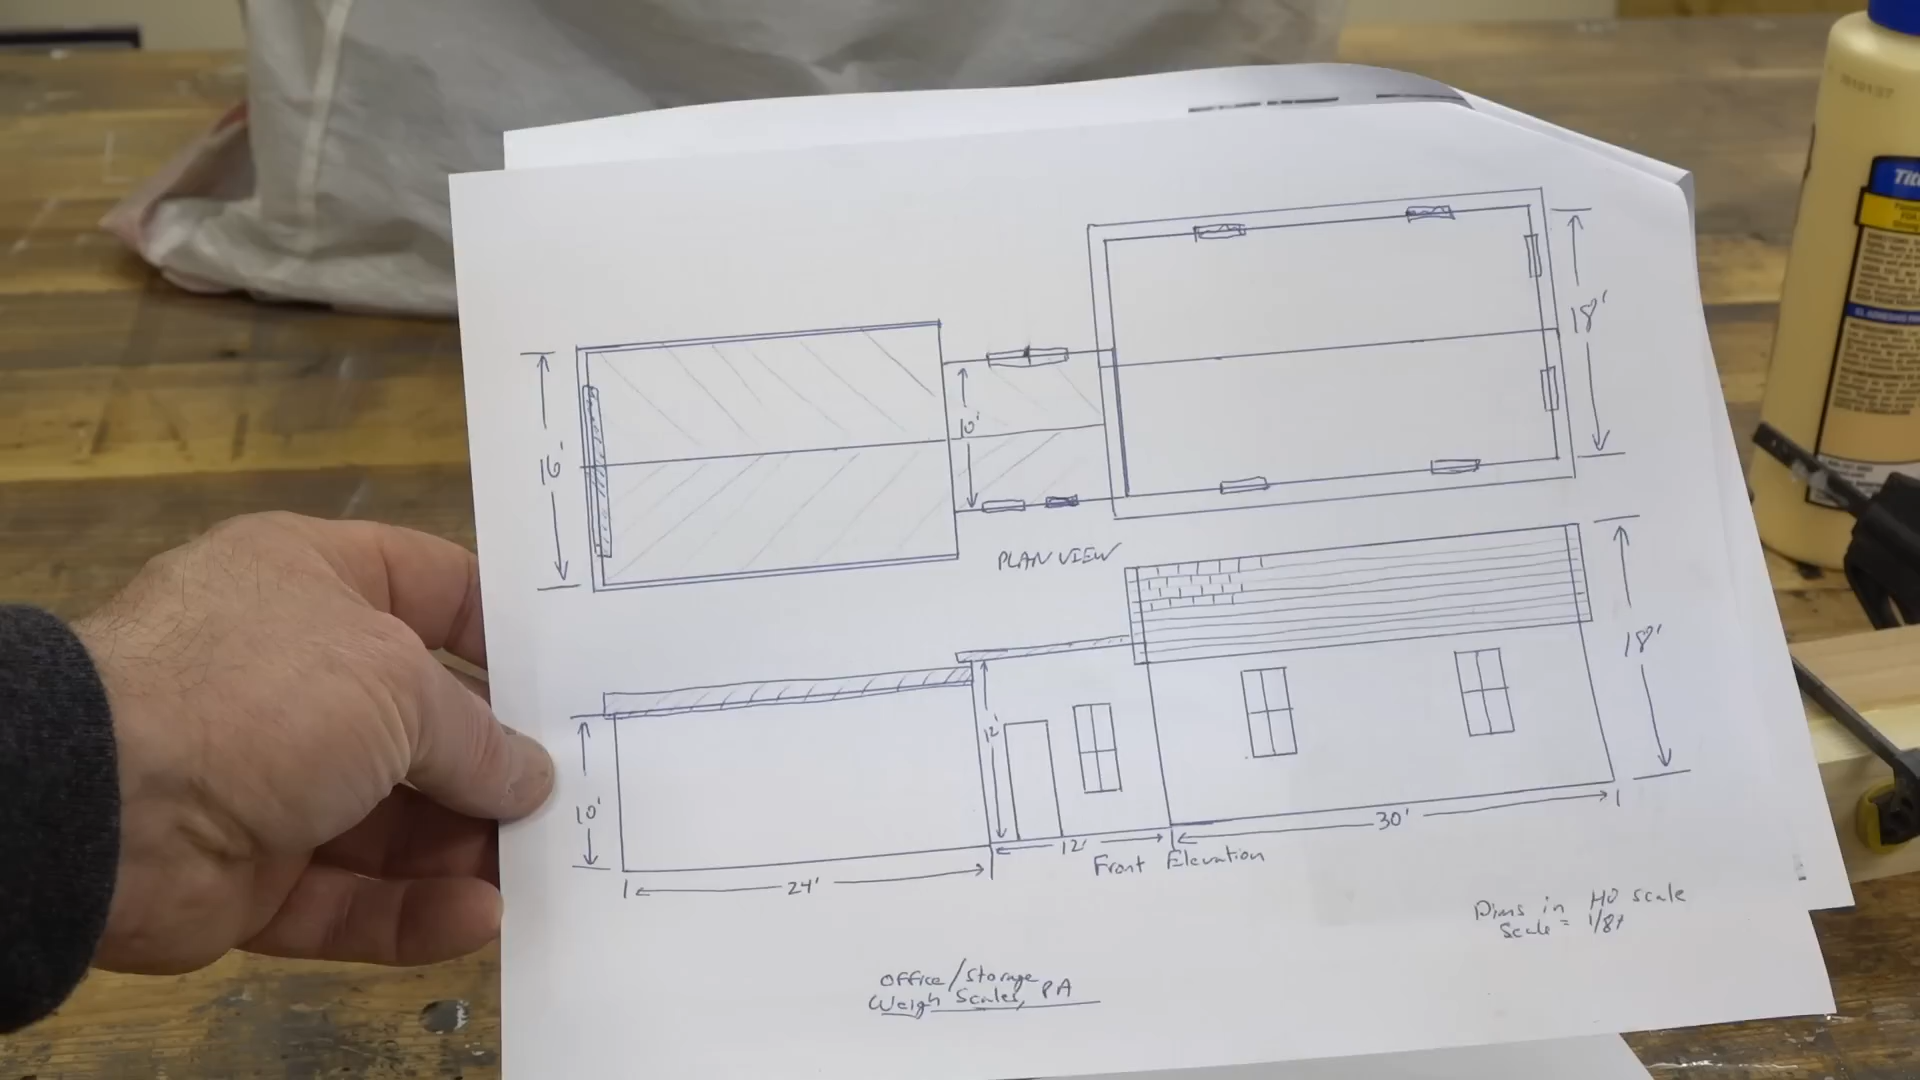 18'
16'
10'
PLAN VIEW
18'
12'
10'
30'
12'
Front Elevation
24'
Dims in HO scale
Scale = 1/87
Office/Storage
Weigh Scales, PA
Tite